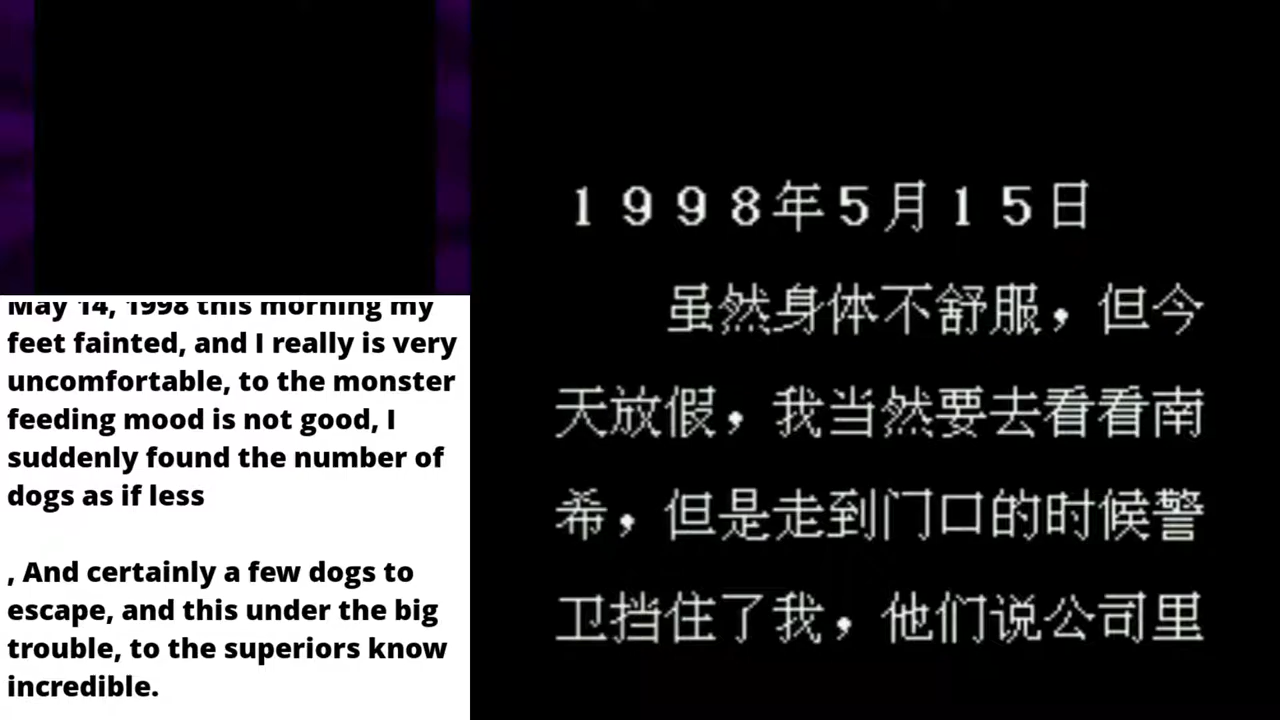 May 14, 1998 this morning my
feet fainted, and I really is very
uncomfortable, to the monster
feeding mood is not good, I
suddenly found the number of
dogs as if less
, And certainly a few dogs to
escape, and this under the big
trouble, to the superiors know
incredible.
1998年5月15日
虽然身体不舒服，但今
天放假，我当然要去看看南
希，但是走到门口的时候警
卫挡住了我，他们说公司里